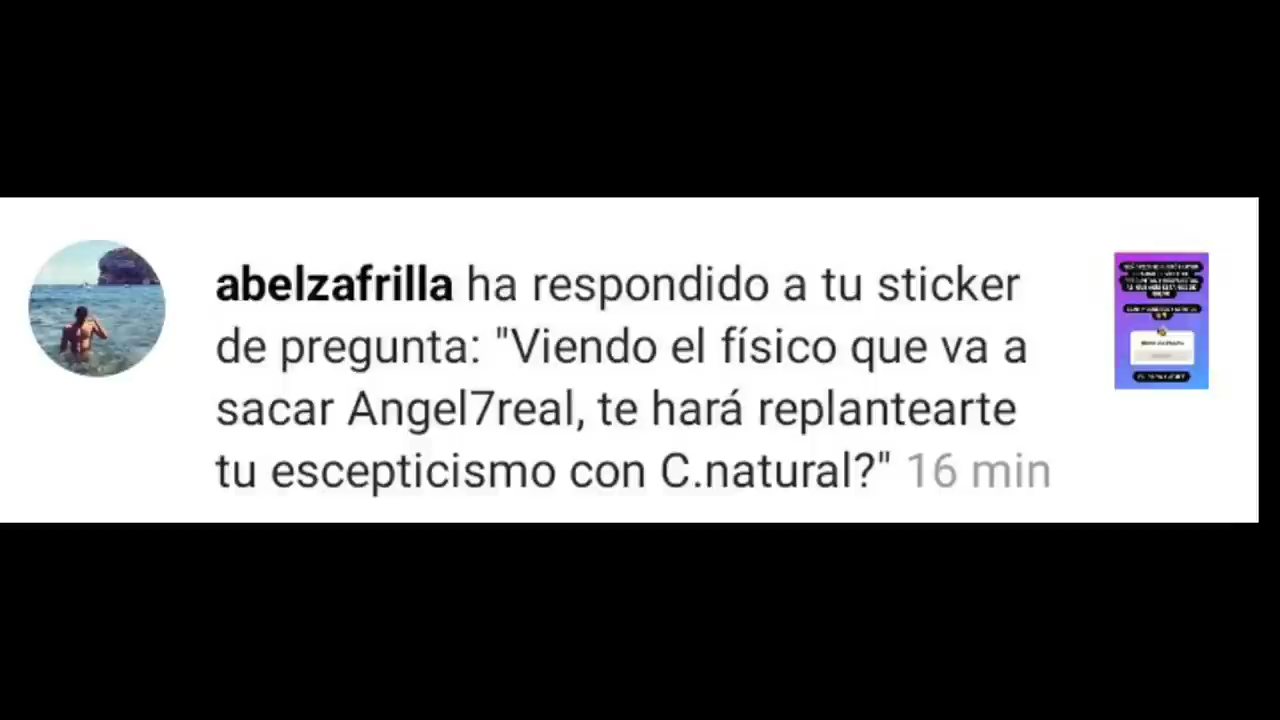 abelzafrilla ha respondido a tu sticker
de pregunta: "Viendo el físico que va a
sacar Angel7real, te hará replantearte
tu escepticismo con C.natural?" 16 min